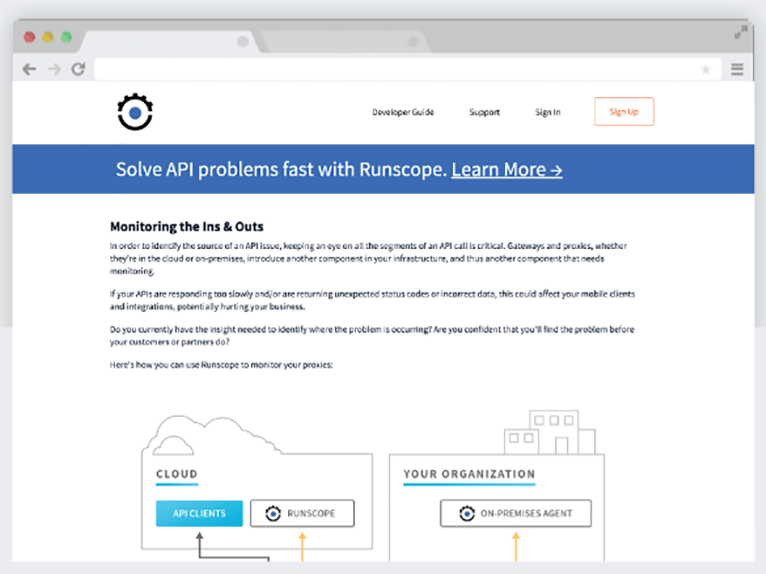 Developer Guide Support Sign In Sign Up
Solve API problems fast with Runscope. Learn More →
Monitoring the Ins & Outs
In order to identify the source of an API issue, keeping an eye on all the segments of an API call is critical. Gateways and proxies, whether
they're in the cloud or on-premises, introduce another component in your infrastructure, and thus another component that needs
monitoring.
If your APIs are responding too slowly and/or are returning unexpected status codes or incorrect data, this could affect your mobile clients
and integrations, potentially hurting your business.
Do you currently have the insight needed to identify where the problem is occurring? Are you confident that you'll find the problem before
your customers or partners do?
Here's how you can use Runscope to monitor your proxies:
CLOUD
API CLIENTS
RUNSCOPE
YOUR ORGANIZATION
ON-PREMISES AGENT